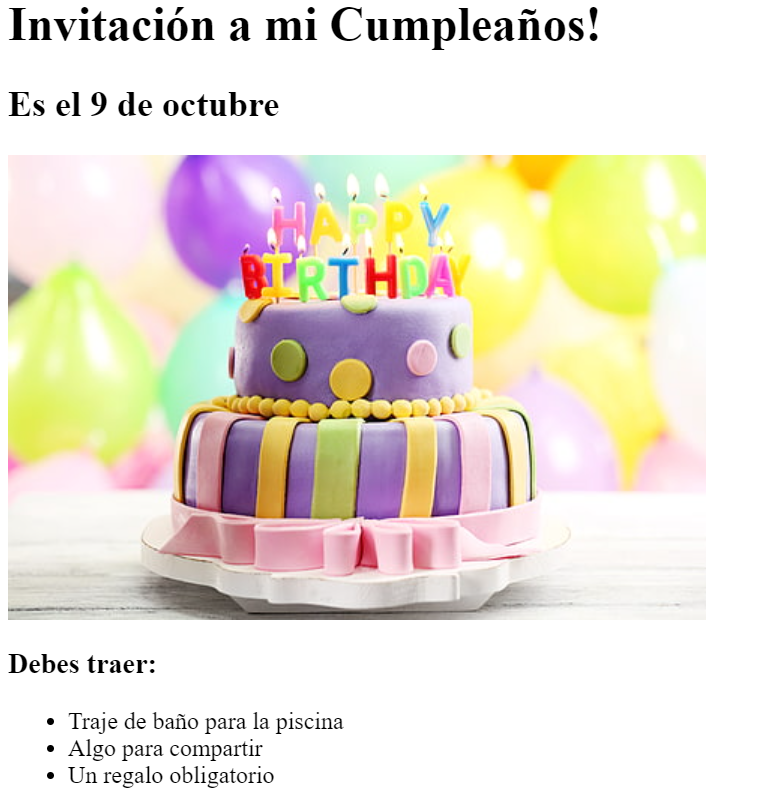 Invitación a mi Cumpleaños!
Es el 9 de octubre
HAPPY
BIRTHDAY
Debes traer:
Traje de baño para la piscina
Algo para compartir
Un regalo obligatorio